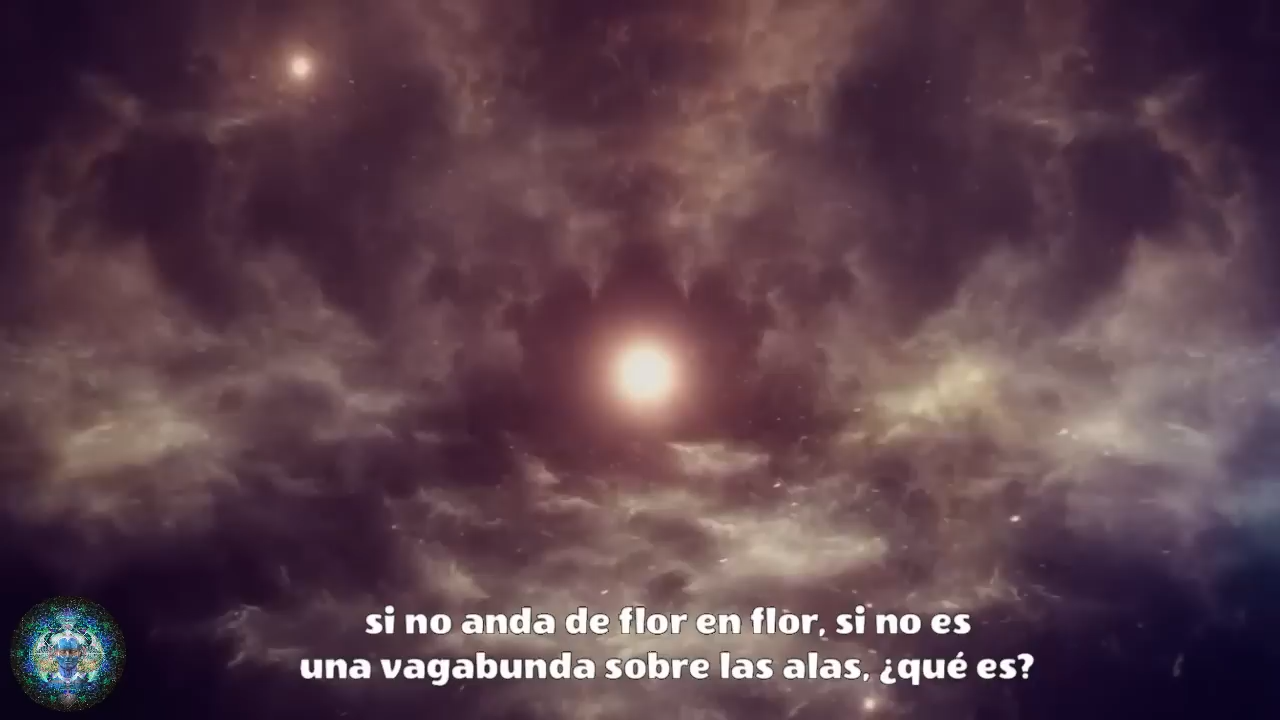 si no anda de flor en flor, si no es
una vagabunda sobre las alas, ¿qué es?